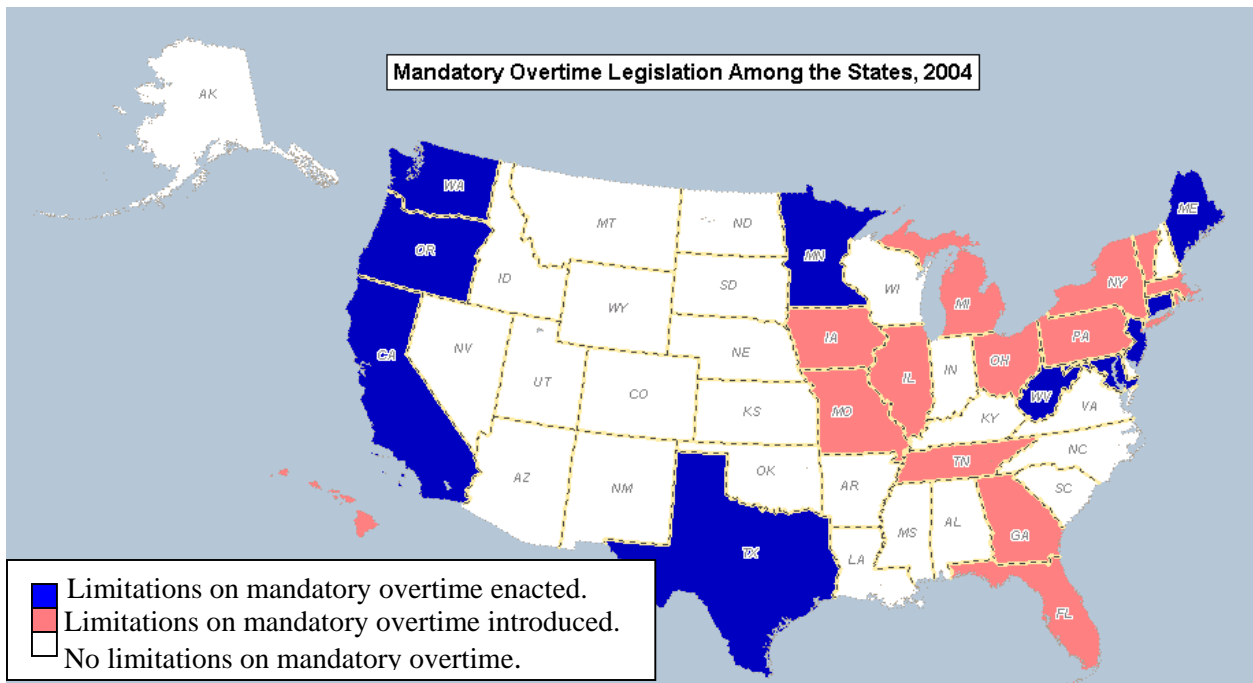 AK
Mandatory Overtime Legislation Among the States, 2004
WA
MT
ND
MN
ME
OR
ID
SD
WI
NY
WY
MI
IA
PA
NV
NE
IL
IN
OH
UT
CO
WV
KS
MO
KY
VA
NC
AZ
NM
OK
TN
AR
SC
MS
AL
GA
TX
LA
FL
CA
Limitations on mandatory overtime enacted.
Limitations on mandatory overtime introduced.
No limitations on mandatory overtime.